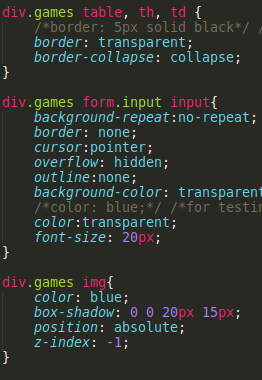 div.games table, th, td {
/*border: 5px solid black*/ /
border: transparent;
border-collapse: collapse;
}
div.games form.input input{
background-repeat:no-repeat;
border: none;
cursor:pointer;
overflow: hidden;
outline:none;
background-color: transparent
/*color: blue;*/ /*for testin
color:transparent;
font-size: 20px;
}
div.games img{
color: blue;
box-shadow: 0 0 20px 15px;
position: absolute;
z-index: -1;
}